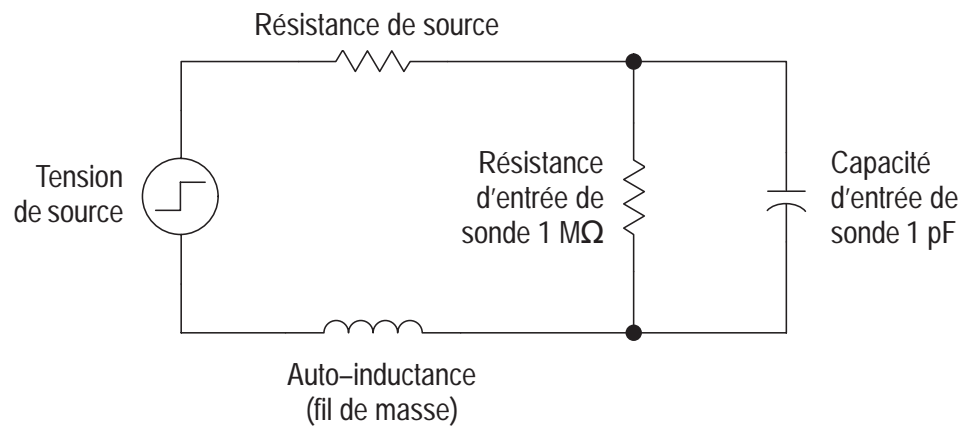 Résistance de source
Tension
de source
Résistance
d'entrée de
sonde 1 MΩ
Capacité
d'entrée de
sonde 1 pF
Auto–inductance
(fil de masse)